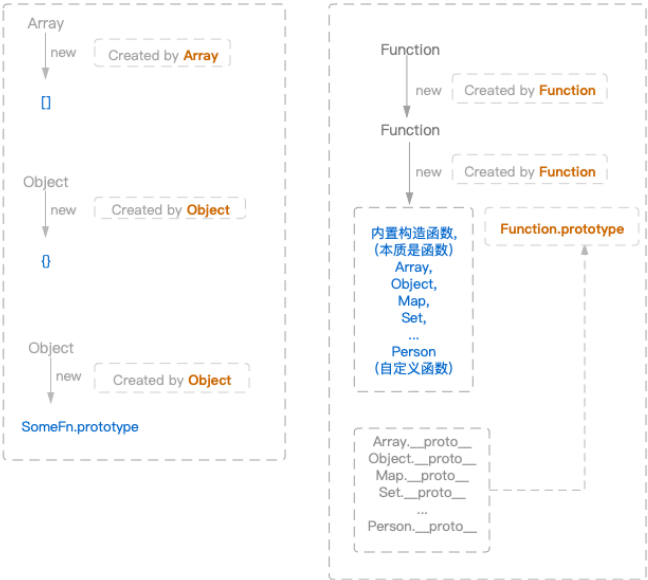 Array
new
Created by Array
[]
Object
new
Created by Object
{}
Object
new
Created by Object
SomeFn.prototype
Function
new
Created by Function
Function
new
Created by Function
内置构造函数,
(本质是函数)
Array,
Object,
Map,
Set,
...
Person
(自定义函数)
Function.prototype
Array.__proto__
Object.__proto__
Map.__proto__
Set.__proto__
...
Person.__proto__